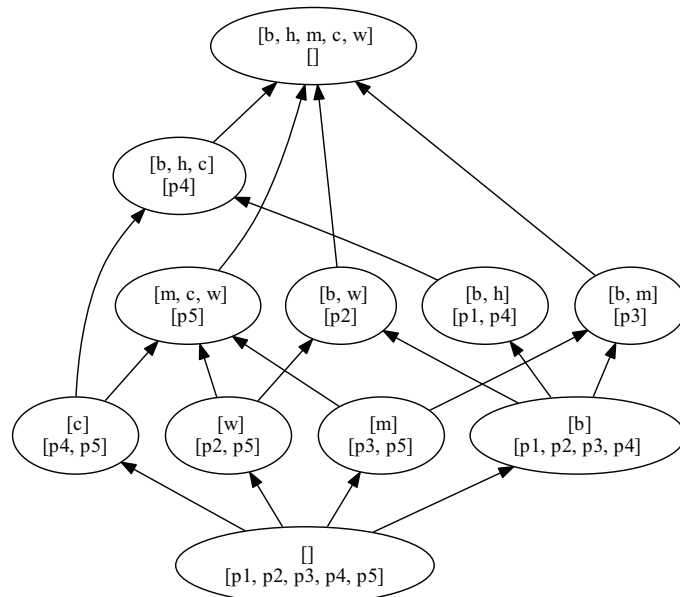 [b, h, m, c, w]
[]
[b, h, c]
[p4]
[m, c, w]
[p5]
[b, w]
[p2]
[b, h]
[p1, p4]
[b, m]
[p3]
[c]
[p4, p5]
[w]
[p2, p5]
[m]
[p3, p5]
[b]
[p1, p2, p3, p4]
[]
[p1, p2, p3, p4, p5]